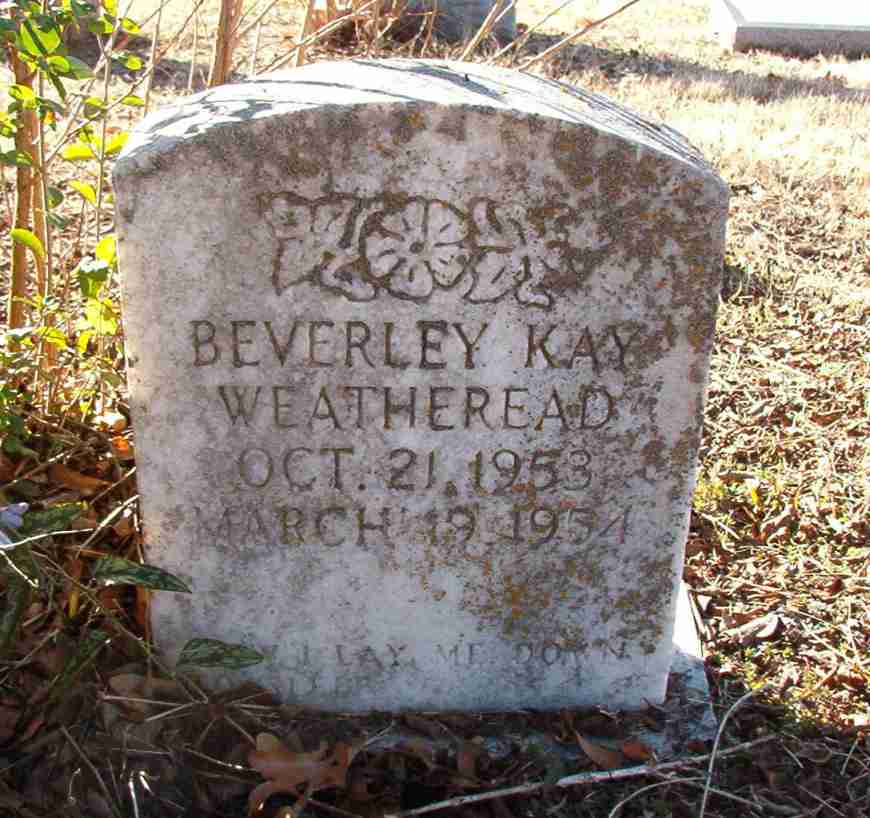 BEVERLEY KAY
WEATHEREAD
OCT. 21, 1953
MARCH 19, 1954
I LAY ME DOWN